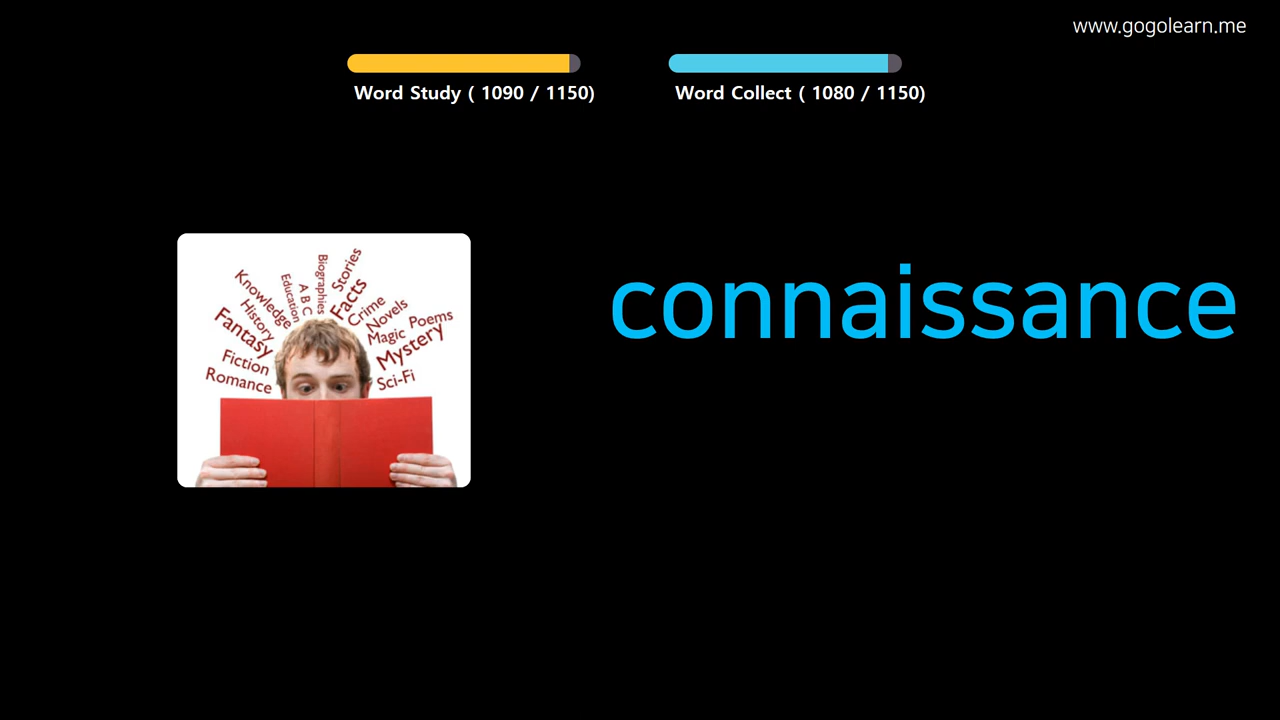 www.gogolearn.me
Word Study ( 1090 / 1150)
Word Collect ( 1080 / 1150)
connaissance
Knowledge
History
Fantasy
Fiction
Romance
Education
A B C
Biographies
Stories
Facts
Crime
Novels
Magic
Poems
Mystery
Sci-Fi